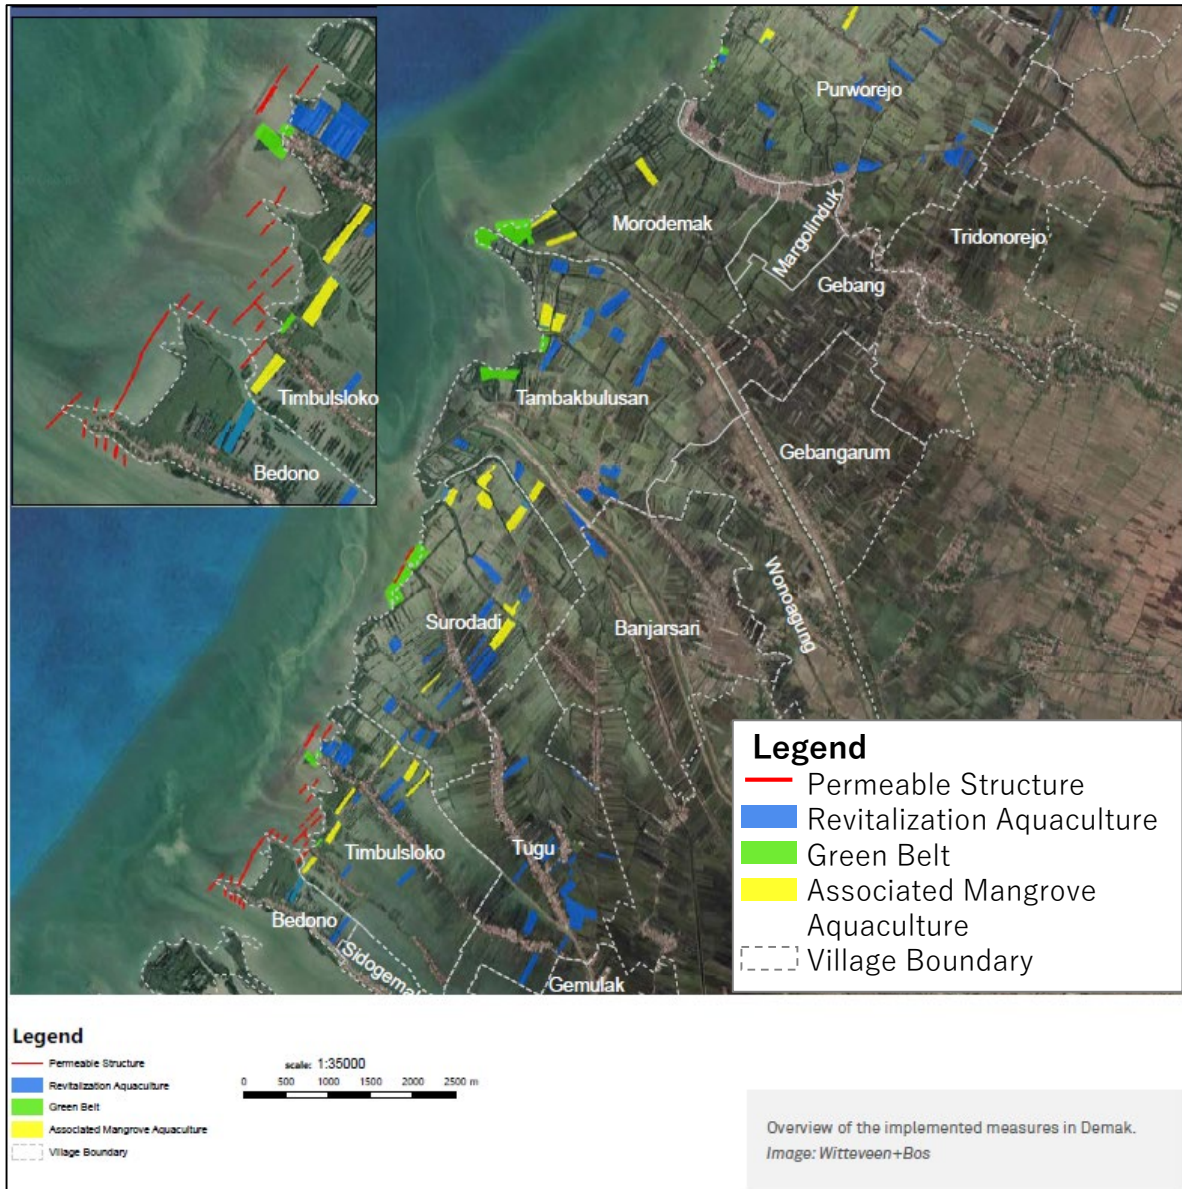 Purworejo
Morodemak
Margolinduk
Tridonorejo
Gebang
Timbulsloko
Tambakbulusan
Gebangarum
Bedono
Wonoagung
Surodadi
Banjarsari
Legend
Permeable Structure
Revitalization Aquaculture
Green Belt
Associated Mangrove
Aquaculture
Village Boundary
Timbulsloko
Tugu
Bedono
Gemulak
Legend
Permeable Structure
Revitalization Aquaculture
Green Belt
Associated Mangrove Aquaculture
Village Boundary
scale: 1:35000
0 500 1000 1500 2000 2500 m
Overview of the implemented measures in Demak.
Image: Witteveen+Bos